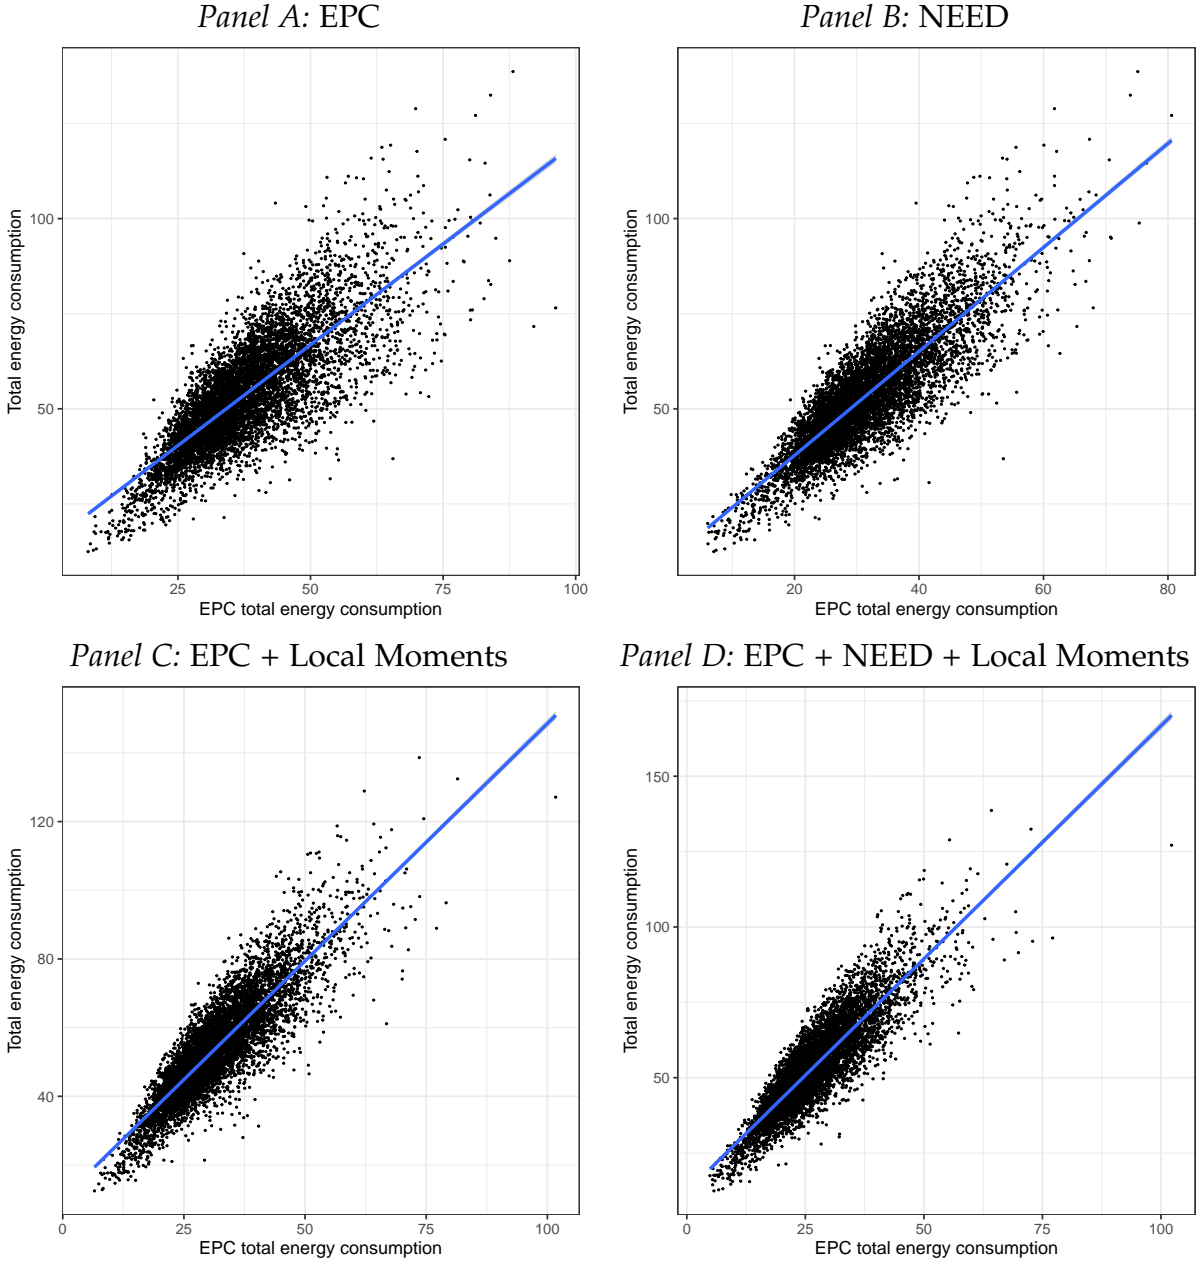 Panel A: EPC
Panel B: NEED
Total energy consumption
100
50
25
50
75
100
EPC total energy consumption
Total energy consumption
100
50
20
40
60
80
EPC total energy consumption
Panel C: EPC + Local Moments
Panel D: EPC + NEED + Local Moments
Total energy consumption
120
80
40
0
25
50
75
100
EPC total energy consumption
Total energy consumption
150
100
50
0
25
50
75
100
EPC total energy consumption